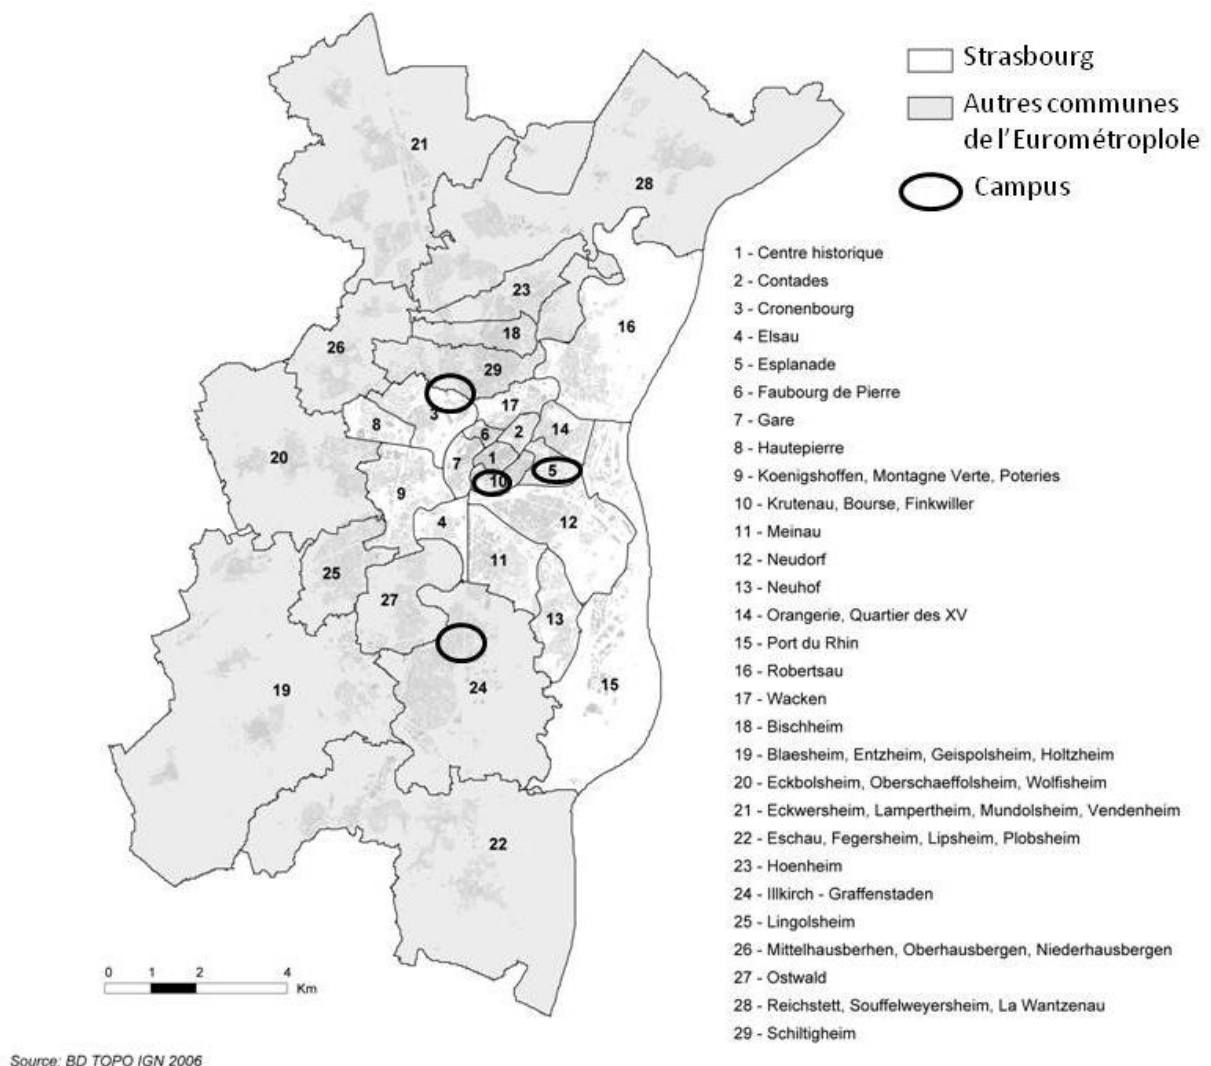 Strasbourg
Autres communes
de l'Eurométroplole
Campus
1 - Centre historique
2 - Contades
3 - Cronenbourg
4 - Elsau
5 - Esplanade
6 - Faubourg de Pierre
7 - Gare
8 - Hautepierre
9 - Koenigshoffen, Montagne Verte, Poteries
10 - Krutenau, Bourse, Finkwiller
11 - Meinau
12 - Neudorf
13 - Neuhof
14 - Orangerie, Quartier des XV
15 - Port du Rhin
16 - Robertsau
17 - Wacken
18 - Bischheim
19 - Blaesheim, Entzheim, Geispolsheim, Holtzheim
20 - Eckbolsheim, Oberschaeffolsheim, Wolfisheim
21 - Eckwersheim, Lampertheim, Mundolsheim, Vendenheim
22 - Eschau, Fegersheim, Lipsheim, Plobsheim
23 - Hoenheim
24 - Illkirch - Graffenstaden
25 - Lingolsheim
26 - Mittelhausberhen, Oberhausbergen, Niederhausbergen
27 - Ostwald
28 - Reichstett, Souffelweyersheim, La Wantzenau
29 - Schiltigheim
21
28
23
16
18
26
29
17
3
8
2
14
6
1
7
20
5
10
9
4
12
11
25
27
13
15
24
19
22
0 1 2 4
Km
Source: BD TOPO IGN 2006